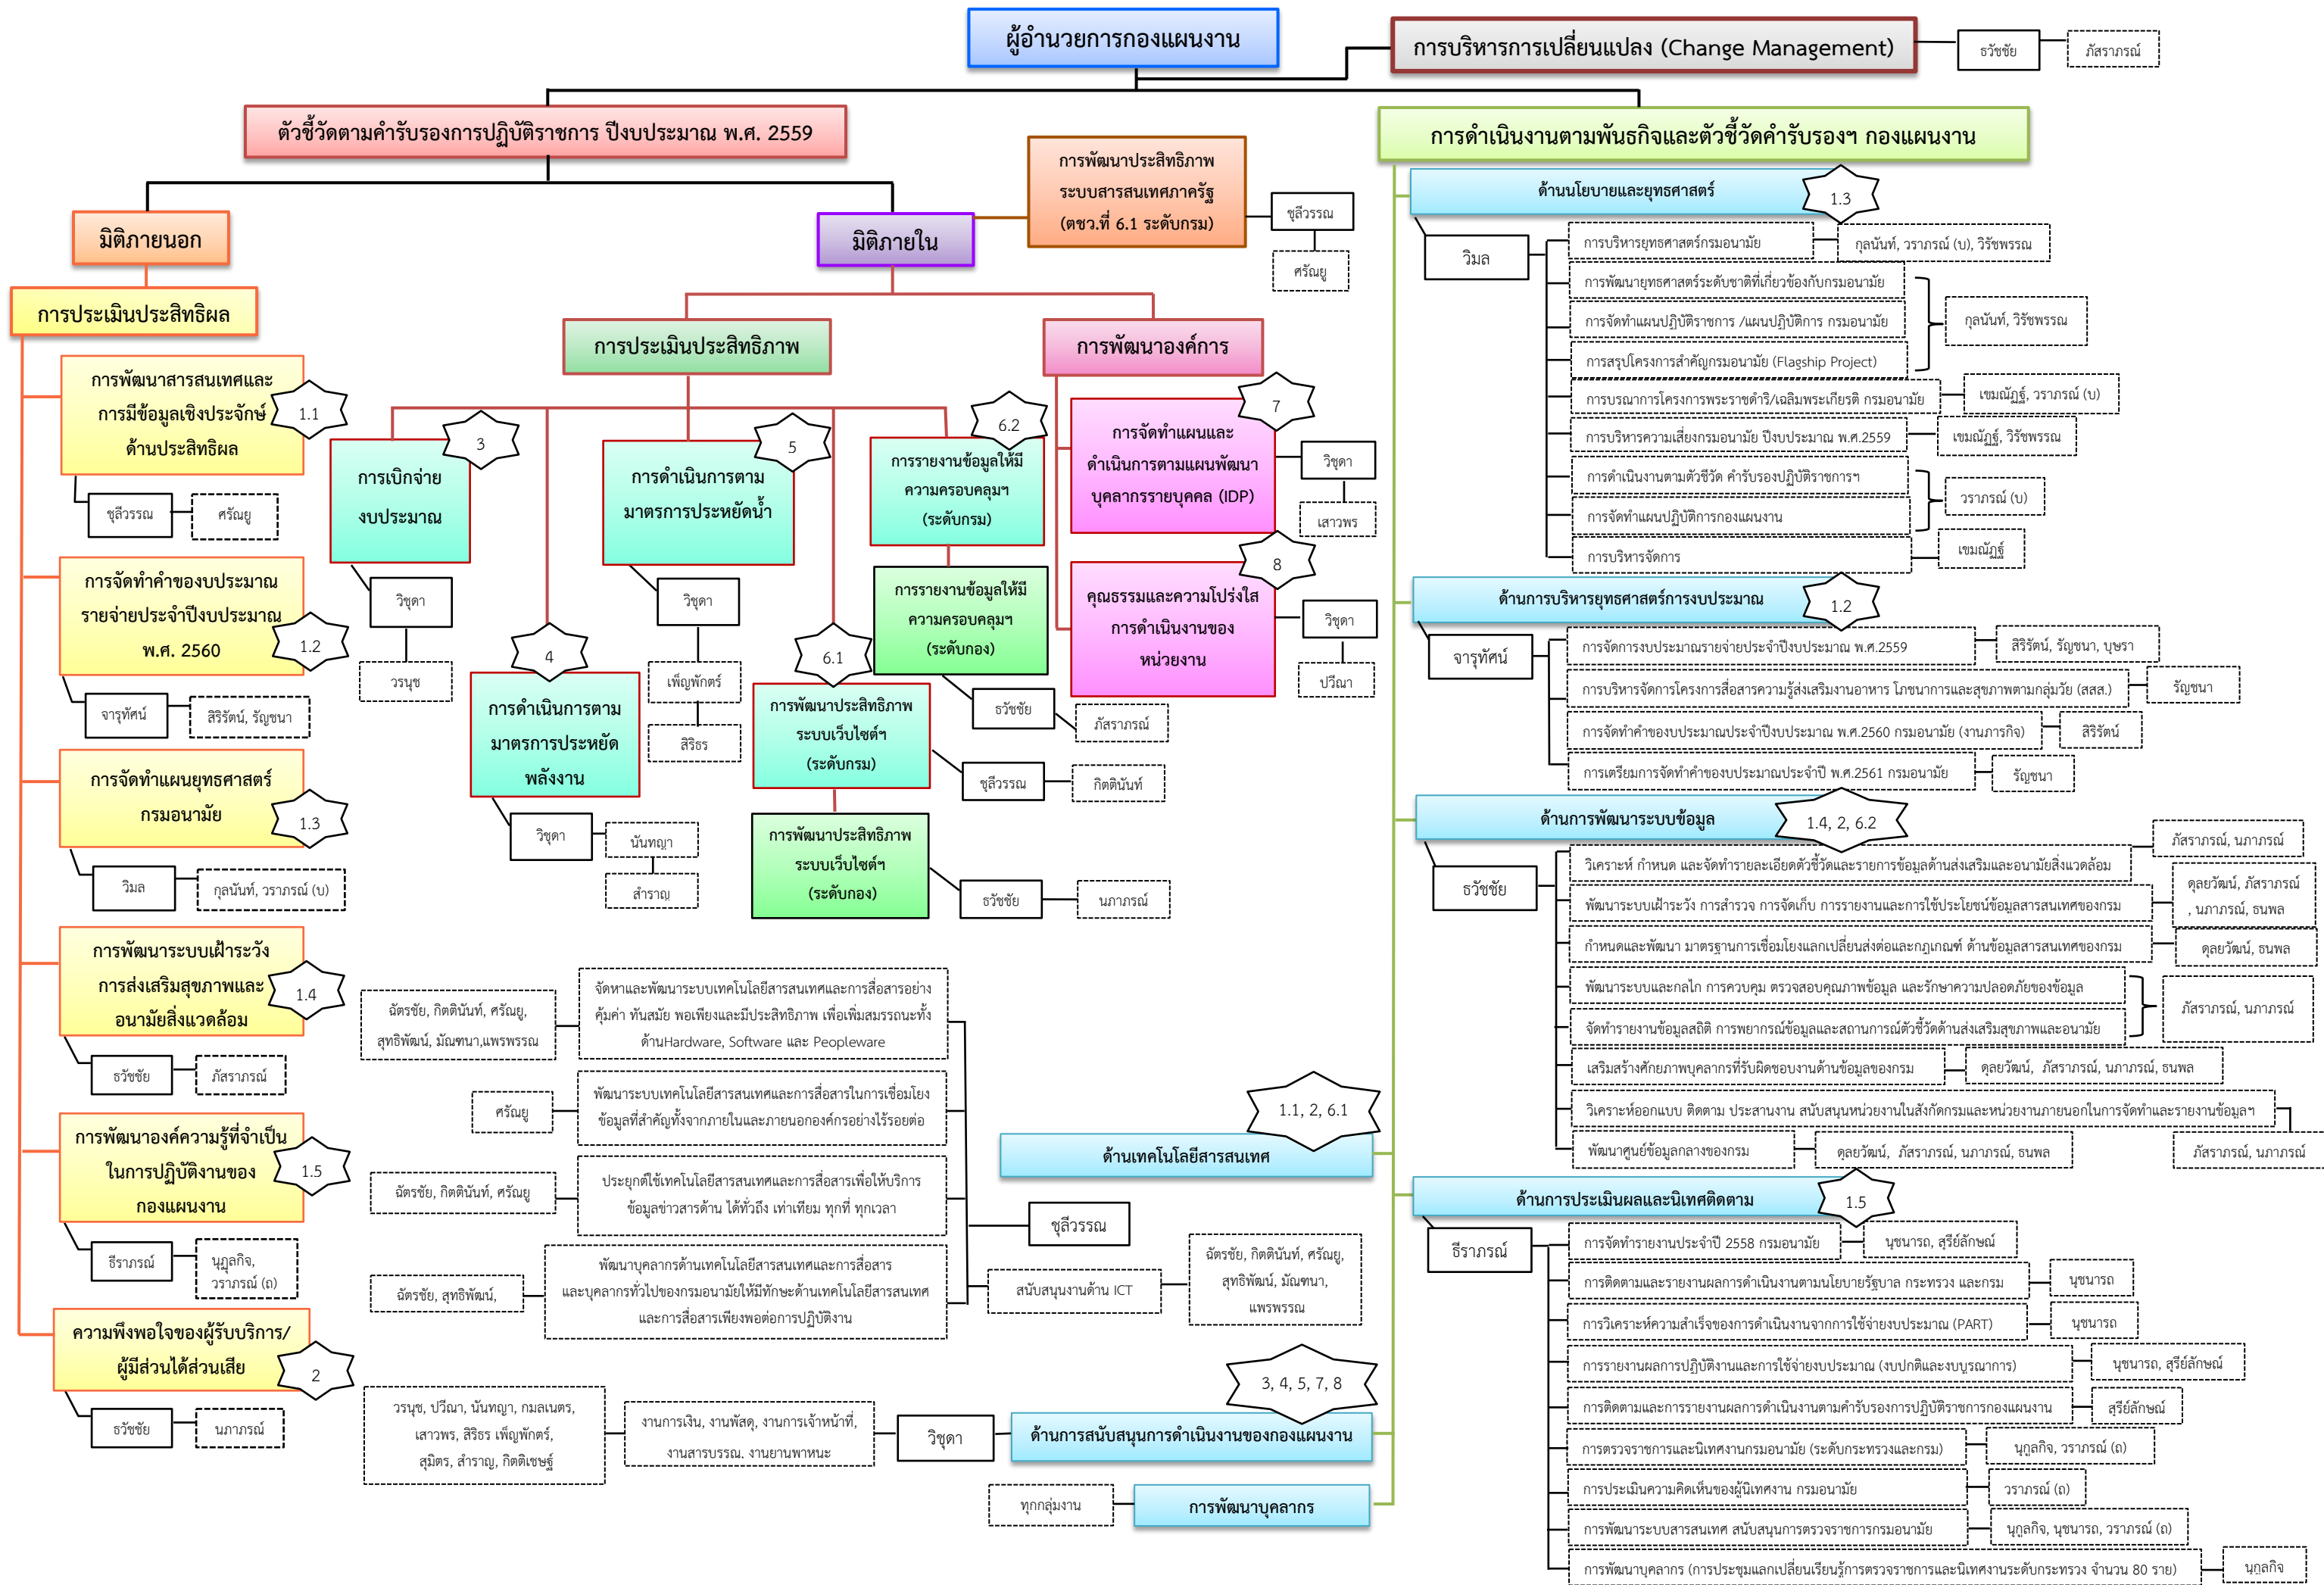 ผู้อำนวยการกองแผนงาน
การบริหารการเปลี่ยนแปลง (Change Management)
ธวัชชัย
ภัสราภรณ์
ตัวชี้วัดตามคำรับรองการปฏิบัติราชการ ปีงบประมาณ พ.ศ. 2559
มิติภายนอก
การประเมินประสิทธิผล
การพัฒนาสารสนเทศและ
การมีข้อมูลเชิงประจักษ์
ด้านประสิทธิผล
1.1
ชุลีวรรณ
ศรัณยู
การจัดทำคำของบประมาณ
รายจ่ายประจำปีงบประมาณ
พ.ศ. 2560
1.2
จารุทัศน์
สิริรัตน์, รัญชนา
การจัดทำแผนยุทธศาสตร์
กรมอนามัย
1.3
วิมล
กุลนันท์, วราภรณ์ (บ)
การพัฒนาระบบเฝ้าระวัง
การส่งเสริมสุขภาพและ
อนามัยสิ่งแวดล้อม
1.4
ธวัชชัย
ภัสราภรณ์
การพัฒนาองค์ความรู้ที่จำเป็น
ในการปฏิบัติงานของ
กองแผนงาน
1.5
ธีราภรณ์
นุฏลกิจ,
วราภรณ์ (ถ)
ความพึงพอใจของผู้รับบริการ/
ผู้มีส่วนได้ส่วนเสีย
2
ธวัชชัย
นภาภรณ์
มิติภายใน
การพัฒนาประสิทธิภาพ
ระบบสารสนเทศภาครัฐ
(ตชว.ที่ 6.1 ระดับกรม)
ชุลีวรรณ
ศรัณยู
การประเมินประสิทธิภาพ
การเบิกจ่าย
งบประมาณ
3
วิชุดา
วรนุช
การดำเนินการตาม
มาตรการประหยัด
พลังงาน
4
วิชุดา
นันทญา
สำราญ
การดำเนินการตาม
มาตรการประหยัดน้ำ
5
วิชุดา
เพ็ญพักตร์
สิริธร
6.1
การพัฒนาประสิทธิภาพ
ระบบเว็บไซต์ฯ
(ระดับกรม)
ชุลีวรรณ
กิตตินันท์
การพัฒนาประสิทธิภาพ
ระบบเว็บไซต์ฯ
(ระดับกอง)
ธวัชชัย
นภาภรณ์
6.2
การรายงานข้อมูลให้มี
ความครอบคลุมฯ
(ระดับกรม)
การรายงานข้อมูลให้มี
ความครอบคลุมฯ
(ระดับกอง)
ธวัชชัย
ภัสราภรณ์
การพัฒนาองค์การ
7
การจัดทำแผนและ
ดำเนินการตามแผนพัฒนา
บุคลากรรายบุคคล (IDP)
วิชุดา
เสาวพร
8
คุณธรรมและความโปร่งใส
การดำเนินงานของ
หน่วยงาน
วิชุดา
ปวีณา
การดำเนินงานตามพันธกิจและตัวชี้วัดคำรับรองฯ กองแผนงาน
ด้านนโยบายและยุทธศาสตร์
1.3
วิมล
การบริหารยุทธศาสตร์กรมอนามัย
กุลนันท์, วราภรณ์ (บ), วิรัชพรรณ
การพัฒนายุทธศาสตร์ระดับชาติที่เกี่ยวข้องกับกรมอนามัย
การจัดทำแผนปฏิบัติราชการ /แผนปฏิบัติการ กรมอนามัย
การสรุปโครงการสำคัญกรมอนามัย (Flagship Project)
กุลนันท์, วิรัชพรรณ
การบูรณาการโครงการพระราชดำริ/เฉลิมพระเกียรติ กรมอนามัย
เขมณัฏฐ์, วราภรณ์ (บ)
การบริหารความเสี่ยงกรมอนามัย ปีงบประมาณ พ.ศ.2559
เขมณัฏฐ์, วิรัชพรรณ
การดำเนินงานตามตัวชีวัด คำรับรองปฏิบัติราชการฯ
การจัดทำแผนปฏิบัติการกองแผนงาน
วราภรณ์ (บ)
การบริหารจัดการ
เขมณัฏฐ์
ด้านการบริหารยุทธศาสตร์การงบประมาณ
1.2
จารุทัศน์
การจัดการงบประมาณรายจ่ายประจำปีงบประมาณ พ.ศ.2559
สิริรัตน์, รัญชนา, บุษรา
การบริหารจัดการโครงการสื่อสารความรู้ส่งเสริมงานอาหาร โภชนาการและสุขภาพตามกลุ่มวัย (สสส.)
รัญชนา
การจัดทำคำของบประมาณประจำปีงบประมาณ พ.ศ.2560 กรมอนามัย (งานภารกิจ)
สิริรัตน์
การเตรียมการจัดทำคำของบประมาณประจำปี พ.ศ.2561 กรมอนามัย
รัญชนา
ด้านการพัฒนาระบบข้อมูล
1.4, 2, 6.2
ธวัชชัย
วิเคราะห์ กำหนด และจัดทำรายละเอียดตัวชี้วัดและรายการข้อมูลด้านส่งเสริมและอนามัยสิ่งแวดล้อม
ภัสราภรณ์, นภาภรณ์
พัฒนาระบบเฝ้าระวัง การสำรวจ การจัดเก็บ การรายงานและการใช้ประโยชน์ข้อมูลสารสนเทศของกรม
ดุลยวัฒน์, ภัสราภรณ์
, นภาภรณ์, ธนพล
กำหนดและพัฒนา มาตรฐานการเชื่อมโยงแลกเปลี่ยนส่งต่อและกฎเกณฑ์ ด้านข้อมูลสารสนเทศของกรม
ดุลยวัฒน์, ธนพล
พัฒนาระบบและกลไก การควบคุม ตรวจสอบคุณภาพข้อมูล และรักษาความปลอดภัยของข้อมูล
จัดทำรายงานข้อมูลสถิติ การพยากรณ์ข้อมูลและสถานการณ์ตัวชี้วัดด้านส่งเสริมสุขภาพและอนามัย
ภัสราภรณ์, นภาภรณ์
เสริมสร้างศักยภาพบุคลากรที่รับผิดชอบงานด้านข้อมูลของกรม
ดุลยวัฒน์, ภัสราภรณ์, นภาภรณ์, ธนพล
วิเคราะห์ออกแบบ ติดตาม ประสานงาน สนับสนุนหน่วยงานในสังกัดกรมและหน่วยงานภายนอกในการจัดทำและรายงานข้อมูลฯ
ภัสราภรณ์, นภาภรณ์
พัฒนาศูนย์ข้อมูลกลางของกรม
ดุลยวัฒน์, ภัสราภรณ์, นภาภรณ์, ธนพล
ด้านการประเมินผลและนิเทศติดตาม
1.5
ธีราภรณ์
การจัดทำรายงานประจำปี 2558 กรมอนามัย
นุชนารถ, สุรีย์ลักษณ์
การติดตามและรายงานผลการดำเนินงานตามนโยบายรัฐบาล กระทรวง และกรม
นุชนารถ
การวิเคราะห์ความสำเร็จของการดำเนินงานจากการใช้จ่ายงบประมาณ (PART)
นุชนารถ
การรายงานผลการปฏิบัติงานและการใช้จ่ายงบประมาณ (งบปกติและงบบูรณาการ)
นุชนารถ, สุรีย์ลักษณ์
การติดตามและการรายงานผลการดำเนินงานตามคำรับรองการปฏิบัติราชการกองแผนงาน
สุรีย์ลักษณ์
การตรวจราชการและนิเทศงานกรมอนามัย (ระดับกระทรวงและกรม)
นุกูลกิจ, วราภรณ์ (ถ)
การประเมินความคิดเห็นของผู้นิเทศงาน กรมอนามัย
วราภรณ์ (ถ)
การพัฒนาระบบสารสนเทศ สนับสนุนการตรวจราชการกรมอนามัย
นุกูลกิจ, นุชนารถ, วราภรณ์ (ถ)
การพัฒนาบุคลากร (การประชุมแลกเปลี่ยนเรียนรู้การตรวจราชการและนิเทศงานระดับกระทรวง จำนวน 80 ราย)
นุกูลกิจ
1.1, 2, 6.1
ด้านเทคโนโลยีสารสนเทศ
ชุลีวรรณ
จัดหาและพัฒนาระบบเทคโนโลยีสารสนเทศและการสื่อสารอย่าง
คุ้มค่า ทันสมัย พอเพียงและมีประสิทธิภาพ เพื่อเพิ่มสมรรถนะทั้ง
ด้านHardware, Software และ Peopleware
ฉัตรชัย, กิตตินันท์, ศรัณยู,
สุทธิพัฒน์, มัณฑนา,แพรพรรณ
พัฒนาระบบเทคโนโลยีสารสนเทศและการสื่อสารในการเชื่อมโยง
ข้อมูลที่สำคัญทั้งจากภายในและภายนอกองค์กรอย่างไร้รอยต่อ
ศรัณยู
ประยุกต์ใช้เทคโนโลยีสารสนเทศและการสื่อสารเพื่อให้บริการ
ข้อมูลข่าวสารด้าน ได้ทั่วถึง เท่าเทียม ทุกที่ ทุกเวลา
ฉัตรชัย, กิตตินันท์, ศรัณยู
พัฒนาบุคลากรด้านเทคโนโลยีสารสนเทศและการสื่อสาร
และบุคลากรทั่วไปของกรมอนามัยให้มีทักษะด้านเทคโนโลยีสารสนเทศ
และการสื่อสารเพียงพอต่อการปฏิบัติงาน
ฉัตรชัย, สุทธิพัฒน์,
สนับสนุนงานด้าน ICT
ฉัตรชัย, กิตตินันท์, ศรัณยู,
สุทธิพัฒน์, มัณฑนา,
แพรพรรณ
3, 4, 5, 7, 8
ด้านการสนับสนุนการดำเนินงานของกองแผนงาน
วิชุดา
งานการเงิน, งานพัสดุ, งานการเจ้าหน้าที่,
งานสารบรรณ, งานยานพาหนะ
วรนุช, ปวีณา, นันทญา, กมลเนตร,
เสาวพร, สิริธร เพ็ญพักตร์,
สุมิตร, สำราญ, กิตติเชษฐ์
การพัฒนาบุคลากร
ทุกกลุ่มงาน